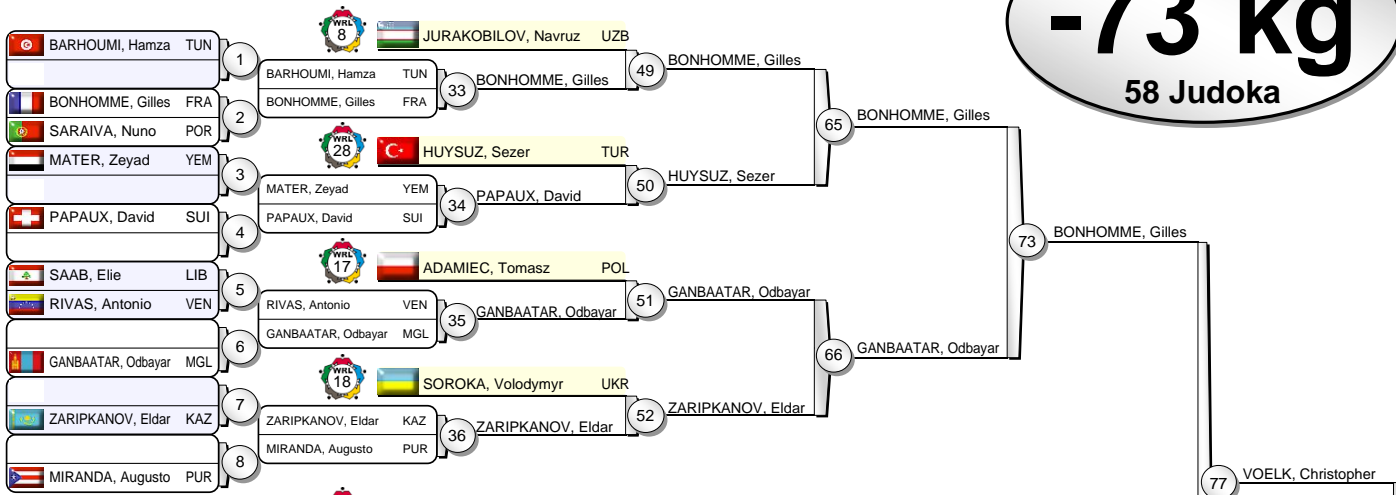 -73 kg
58 Judoka
WRL
8
JURAKOBILOV, Navruz UZB
BARHOUMI, Hamza TUN
1
BONHOMME, Gilles FRA
SARAIVA, Nuno POR
2
BARHOUMI, Hamza TUN
BONHOMME, Gilles FRA
33
BONHOMME, Gilles
49
BONHOMME, Gilles
WRL
28
HUYSUZ, Sezer TUR
MATER, Zeyad YEM
3
PAPAUX, David SUI
4
MATER, Zeyad YEM
PAPAUX, David SUI
34
PAPAUX, David
50
HUYSUZ, Sezer
65
BONHOMME, Gilles
WRL
17
ADAMIEC, Tomasz POL
SAAB, Elie LIB
RIVAS, Antonio VEN
5
GANBAATAR, Odbayar MGL
6
RIVAS, Antonio VEN
GANBAATAR, Odbayar MGL
35
GANBAATAR, Odbayar
51
GANBAATAR, Odbayar
WRL
18
SOROKA, Volodymyr UKR
ZARIPKANOV, Eldar KAZ
7
MIRANDA, Augusto PUR
8
ZARIPKANOV, Eldar KAZ
MIRANDA, Augusto PUR
36
ZARIPKANOV, Eldar
52
ZARIPKANOV, Eldar
66
GANBAATAR, Odbayar
73
BONHOMME, Gilles
77
VOELK, Christopher